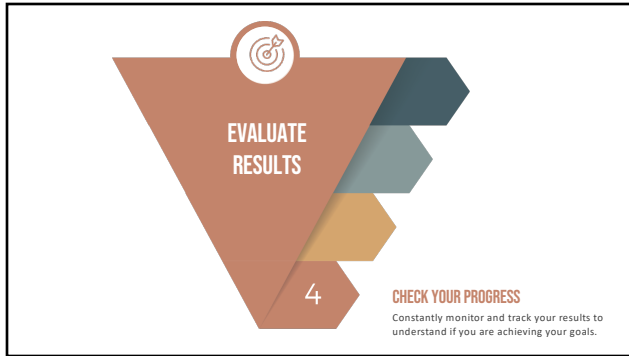 EVALUATE
RESULTS
4
CHECK YOUR PROGRESS
Constantly monitor and track your results to
understand if you are achieving your goals.